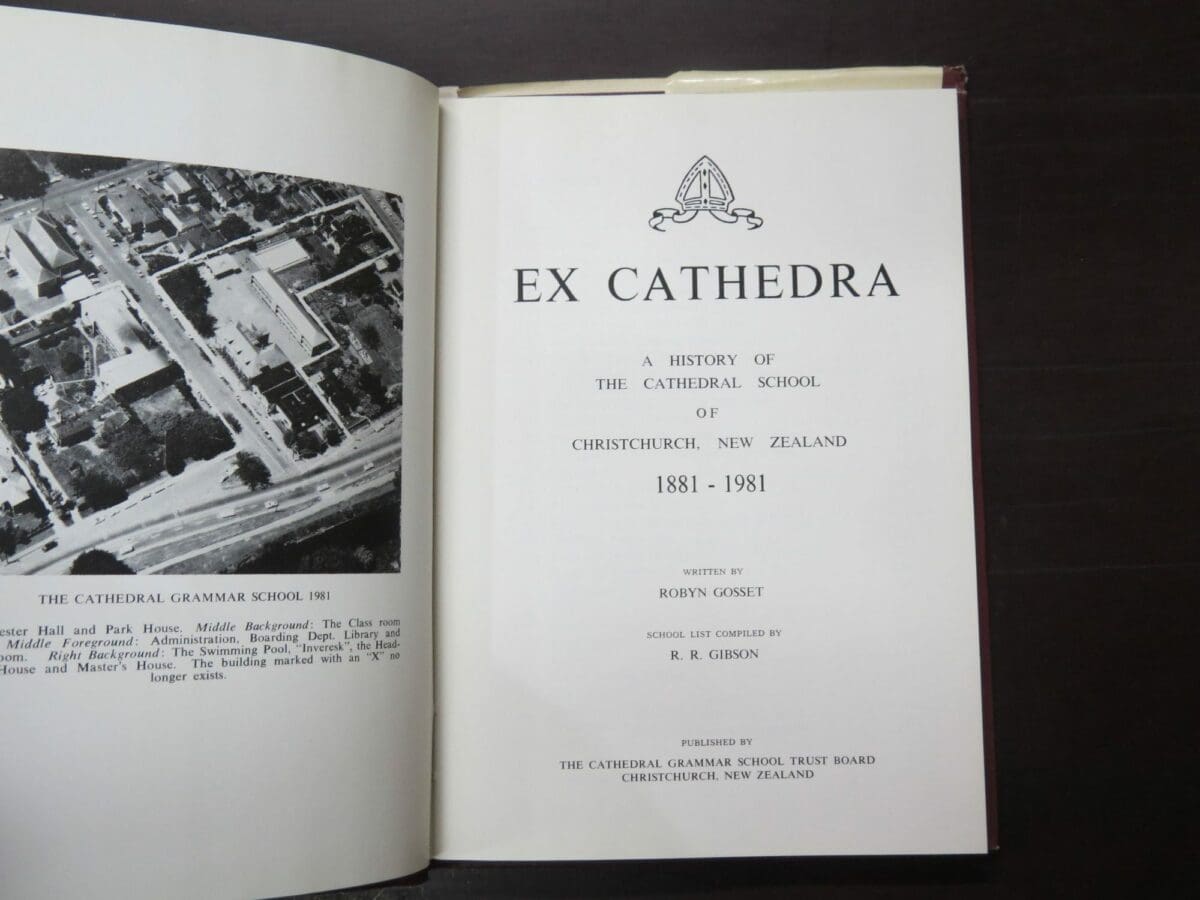 THE CATHEDRAL GRAMMAR SCHOOL 1981
Hall and Park House. Middle Background: The Class room
Middle Foreground: Administration, Boarding Dept. Library and
Right Background: The Swimming Pool, "Inveresk", the Head-
House and Master's House. The building marked with an "X" no
longer exists.
EX CATHEDRA
A HISTORY OF
THE CATHEDRAL SCHOOL
OF
CHRISTCHURCH, NEW ZEALAND
1881 - 1981
WRITTEN BY
ROBYN GOSSET
SCHOOL LIST COMPILED BY
R. R. GIBSON
PUBLISHED BY
THE CATHEDRAL GRAMMAR SCHOOL TRUST BOARD
CHRISTCHURCH, NEW ZEALAND